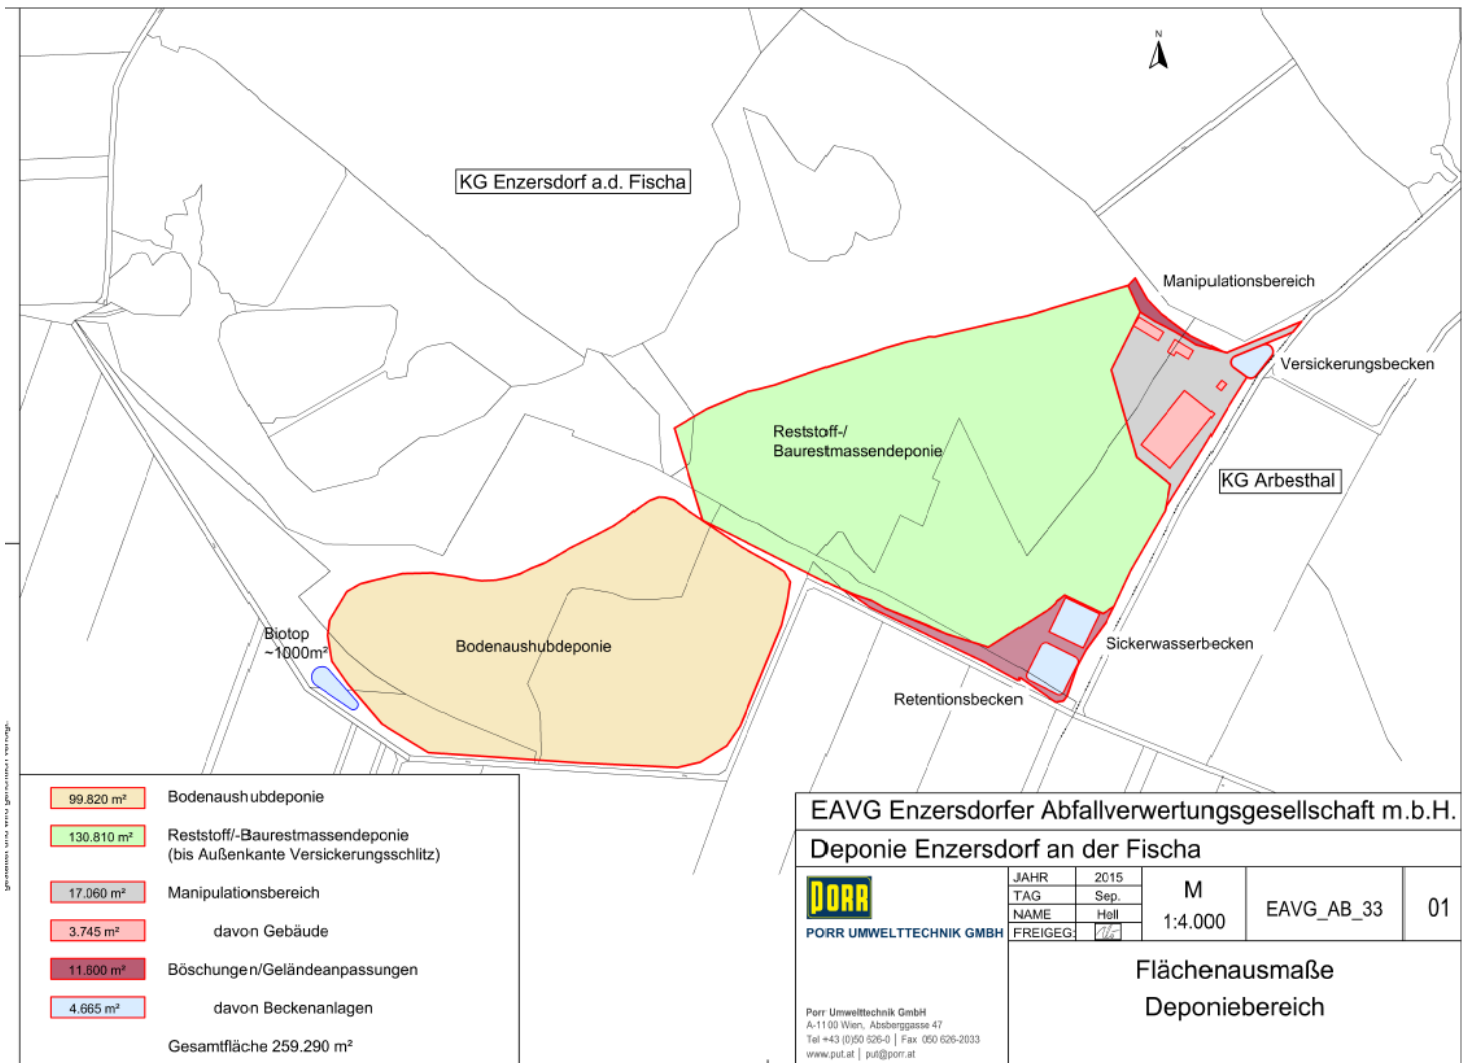 N
KG Enzersdorf a.d. Fischa
Manipulationsbereich
Versickerungsbecken
Reststoff-/
Baurestmassendeponie
KG Arbesthal
Biotop
~1000m²
Bodenaushubdeponie
Sickerwasserbecken
Retentionsbecken
99.820 m² Bodenaushubdeponie
130.810 m² Reststoff/-Baurestmassendeponie
(bis Außenkante Versickerungsschlitz)
17.060 m² Manipulationsbereich
3.745 m² davon Gebäude
11.600 m² Böschungen/Geländeanpassungen
4.665 m² davon Beckenanlagen
Gesamtfläche 259.290 m²
EAVG Enzersdorfer Abfallverwertungsgesellschaft m.b.H.
Deponie Enzersdorf an der Fischa
PORR
PORR UMWELTTECHNIK GMBH
JAHR 2015
TAG Sep.
NAME Hell
FREIGEG:
M
1:4.000
EAVG_AB_33
01
Flächenausmaße
Deponiebereich
Porr Umwelttechnik GmbH
A-1100 Wien, Absberggasse 47
Tel +43 (0)50 626-0 | Fax 050 626-2033
www.put.at | put@porr.at